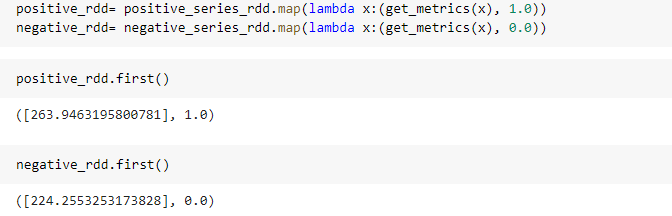 positive_rdd= positive_series_rdd.map(lambda x:(get_metrics(x), 1.0))
negative_rdd= negative_series_rdd.map(lambda x:(get_metrics(x), 0.0))
positive_rdd.first()
([263.9463195800781], 1.0)
negative_rdd.first()
([224.2553253173828], 0.0)